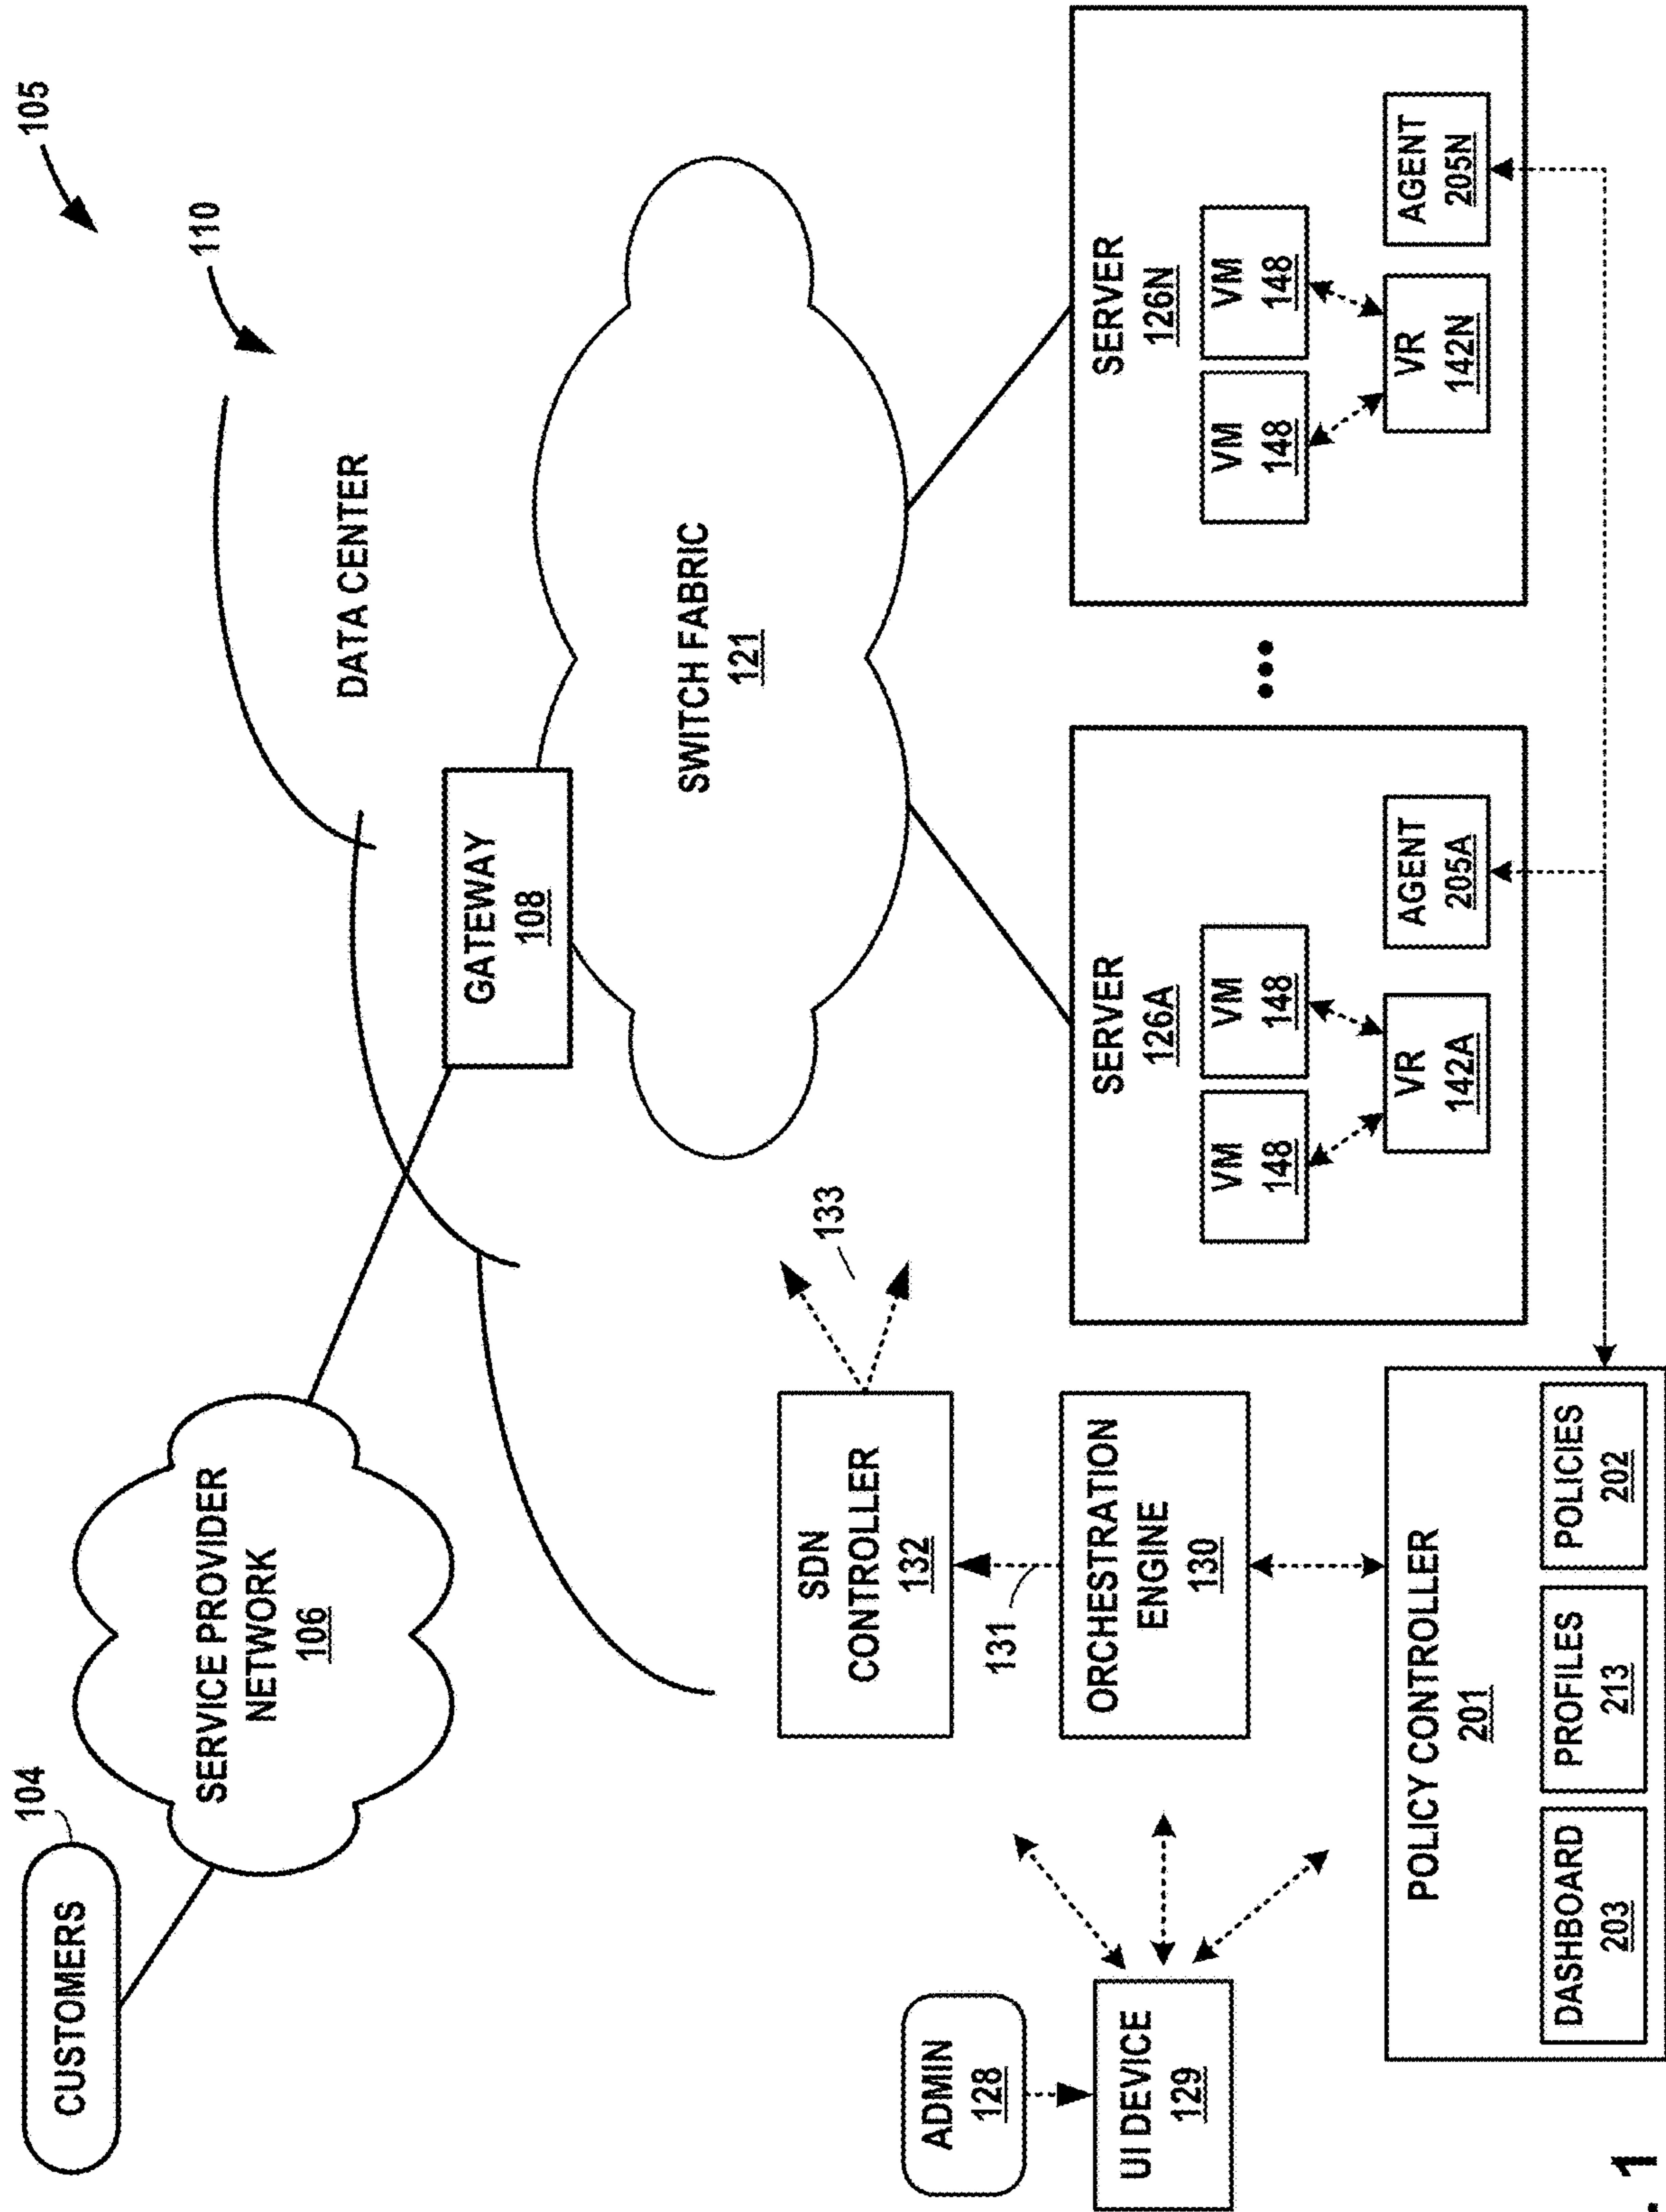 105
CUSTOMERS
104
SERVICE PROVIDER
NETWORK
106
110
DATA CENTER
GATEWAY
108
SWITCH FABRIC
121
133
SDN
CONTROLLER
132
131
ORCHESTRATION
ENGINE
130
ADMIN
128
UI DEVICE
129
POLICY CONTROLLER
201
DASHBOARD
203
PROFILES
213
POLICIES
202
SERVER
126A
VM
148
VM
148
VR
142A
AGENT
205A
•••
SERVER
126N
VM
148
VM
148
VR
142N
AGENT
205N
. 1